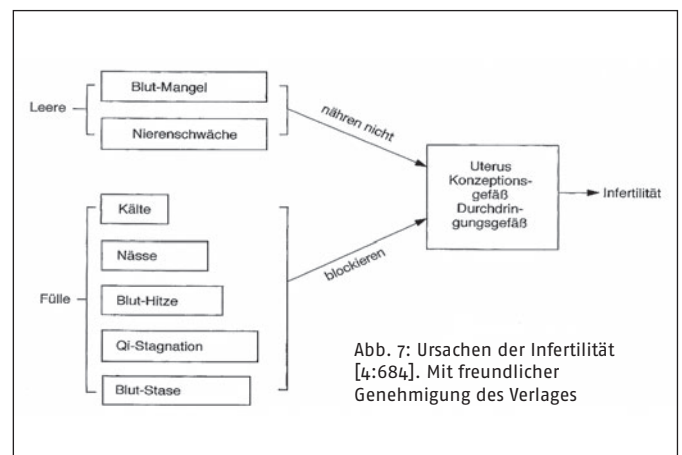 Leere
Blut-Mangel
Nierenschwäche
nähren nicht
Fülle
Kälte
Nässe
Blut-Hitze
Qi-Stagnation
Blut-Stase
blockieren
Uterus
Konzeptions-
gefäß
Durchdrin-
gungsgefäß
Infertilität
Abb. 7: Ursachen der Infertilität
[4:684]. Mit freundlicher
Genehmigung des Verlages